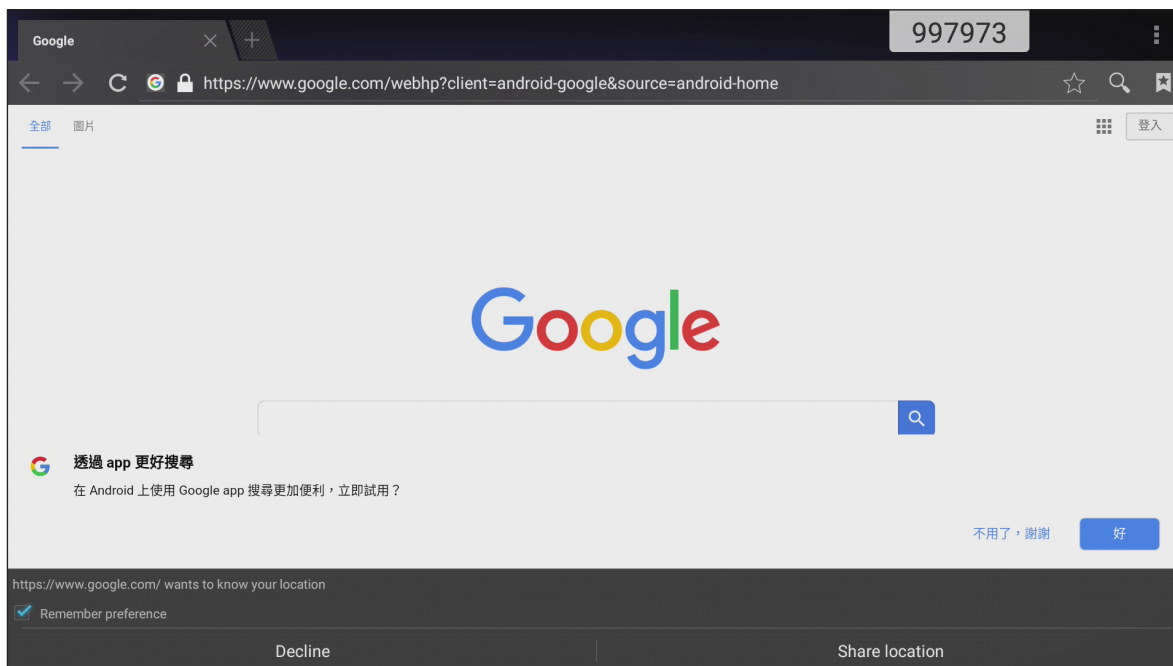 Google
997973
https://www.google.com/webhp?client=android-google&source=android-home
全部 圖片
登入
Google
透過 app 更好搜尋
在 Android 上使用 Google app 搜尋更加便利，立即試用？
不用了，謝謝
好
https://www.google.com/ wants to know your location
Remember preference
Decline
Share location